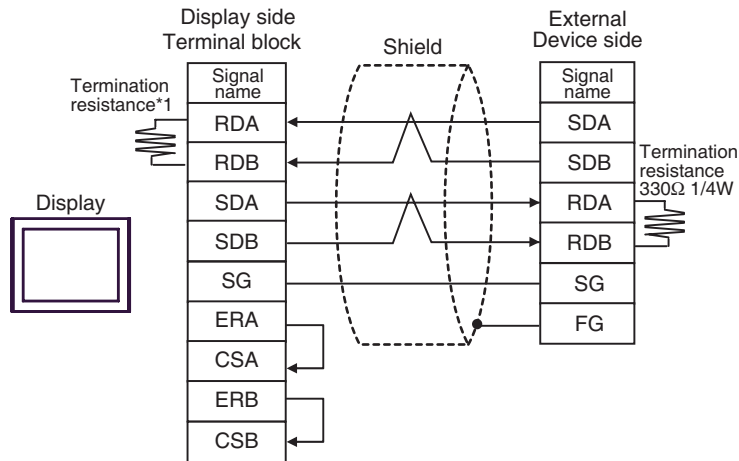 Display side
Terminal block
External
Device side
Shield
Termination
resistance*1
Signal
name
RDA
RDB
SDA
SDB
SG
ERA
CSA
ERB
CSB
Display
Signal
name
SDA
SDB
RDA
RDB
SG
FG
Termination
resistance
330Ω 1/4W